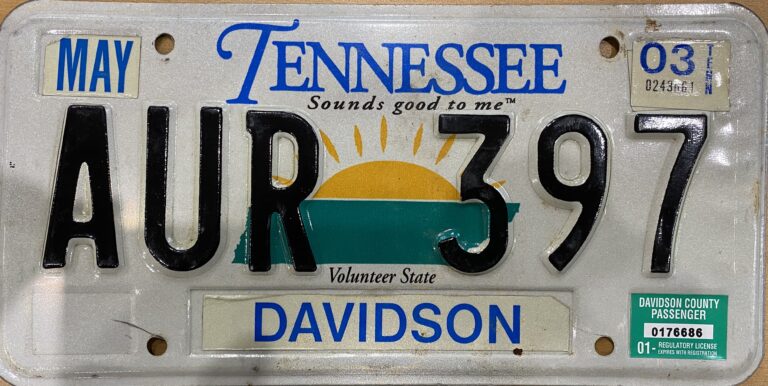 MAY
TENNESSEE
Sounds good to me™
03
TENN
AUR 397
Volunteer State
DAVIDSON
DAVIDSON COUNTY
PASSENGER
0176686
01- REGULATORY LICENSE
EXPIRES WITH REGISTRATION